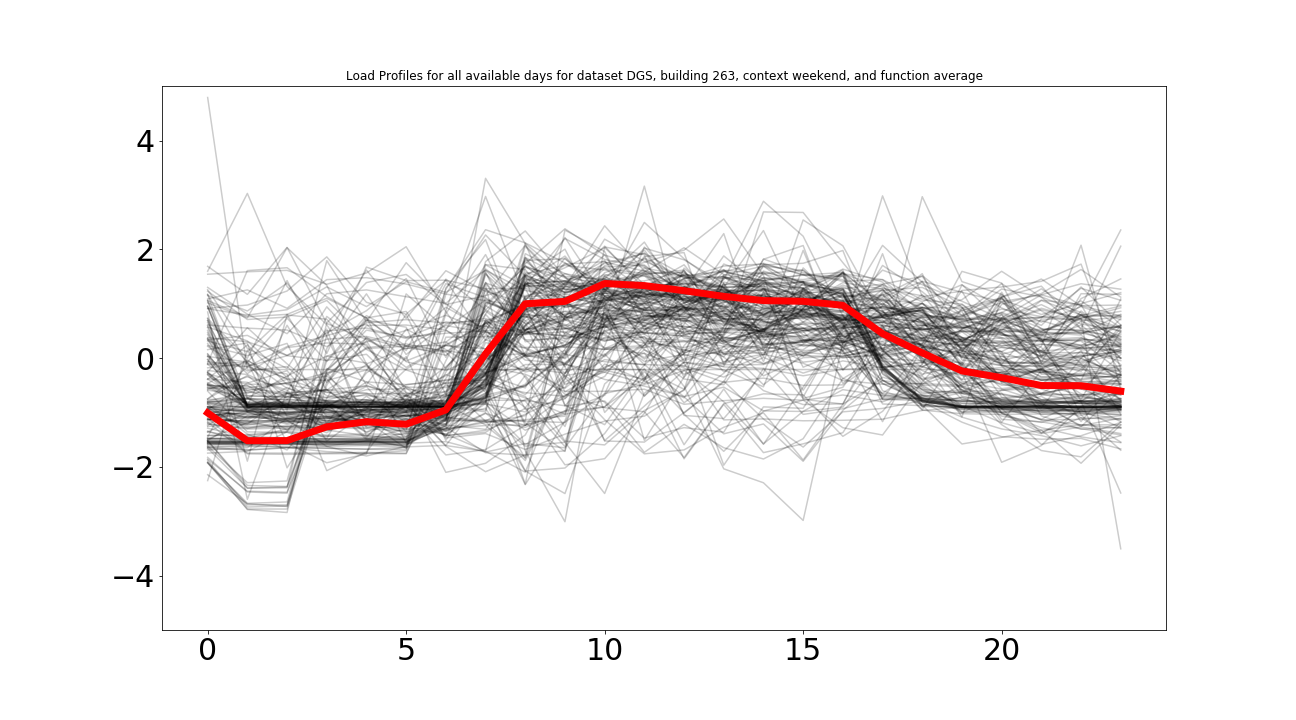 Load Profiles for all available days for dataset DGS, building 263, context weekend, and function average
4
2
0
−2
−4
0 5 10 15 20